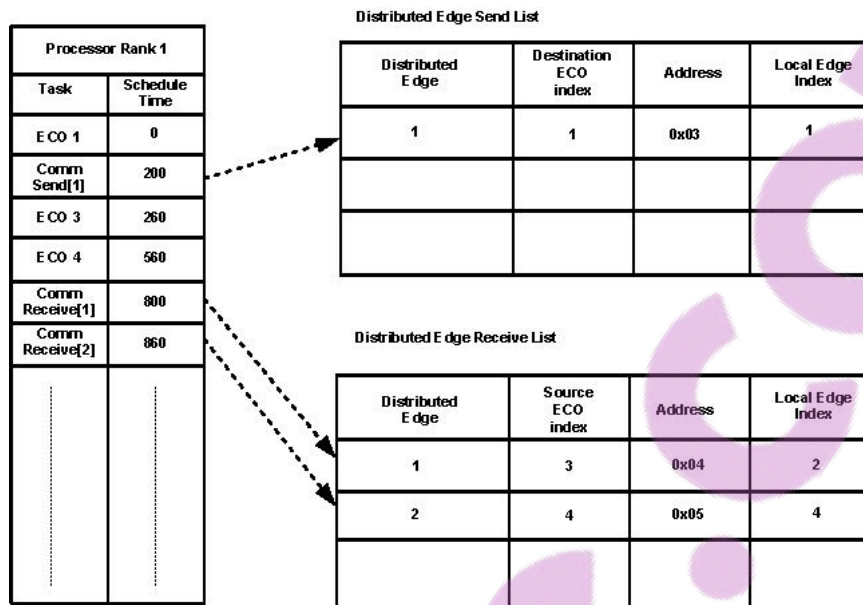 Distributed Edge Send List
Processor Rank 1
Task
Schedule
Time
ECO 1
0
Comm
Send[1]
200
ECO 3
260
ECO 4
560
Comm
Receive[1]
800
Comm
Receive[2]
860
Distributed
Edge
Destination
ECO
index
Address
Local Edge
Index
1
1
0x03
1
Distributed Edge Receive List
Distributed
Edge
Source
ECO
index
Address
Local Edge
Index
1
3
0x04
2
2
4
0x05
4